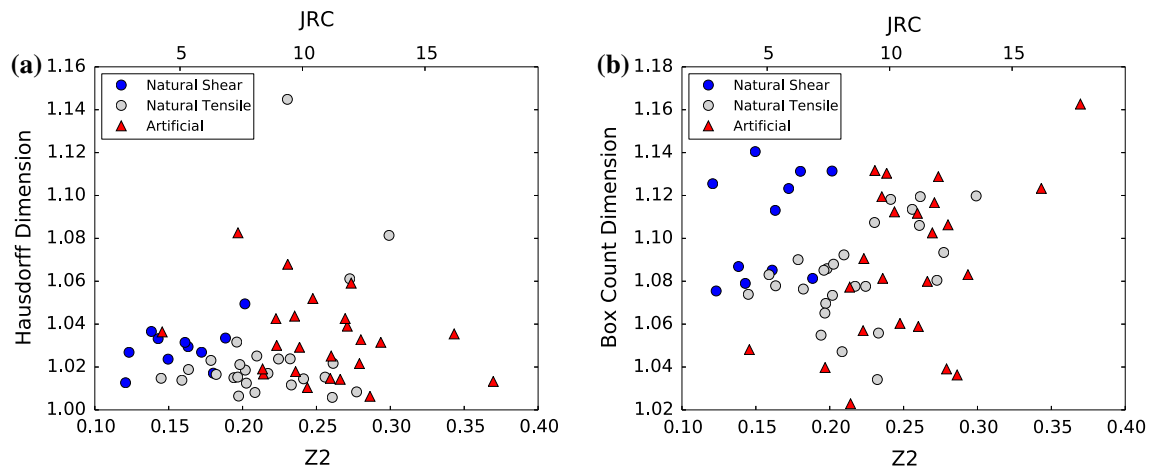 JRC
5 10 15
(a) 1.16
Natural Shear
Natural Tensile
Artificial
1.14
1.12
1.10
1.08
1.06
1.04
1.02
1.00
Hausdorff Dimension
0.10 0.15 0.20 0.25 0.30 0.35 0.40
Z2
JRC
5 10 15
(b) 1.18
Natural Shear
Natural Tensile
Artificial
1.16
1.14
1.12
1.10
1.08
1.06
1.04
1.02
Box Count Dimension
0.10 0.15 0.20 0.25 0.30 0.35 0.40
Z2